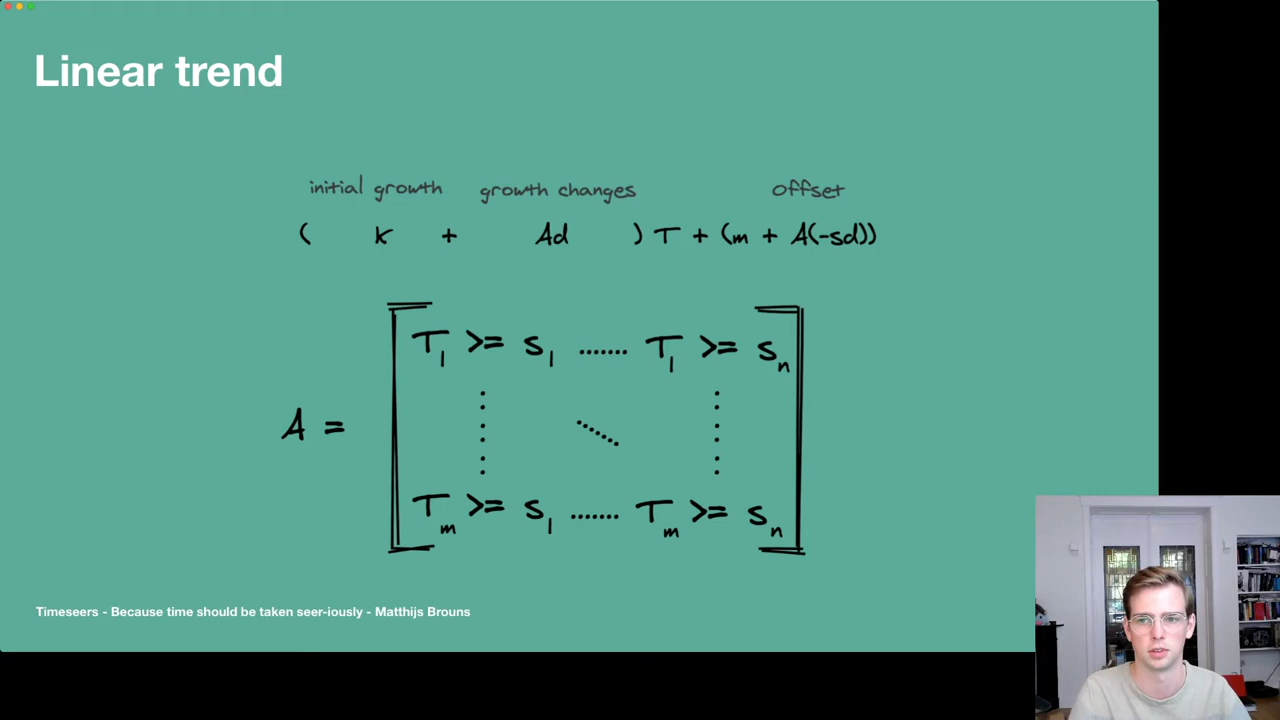 Linear trend
initial growth growth changes offset
( k + Ad ) T + (m + A(-sd))
T₁ >= s₁ ....... T₁ >= sₙ
A =
Tₘ >= s₁ ....... Tₘ >= sₙ
Timeseers - Because time should be taken seer-iously - Matthijs Brouns